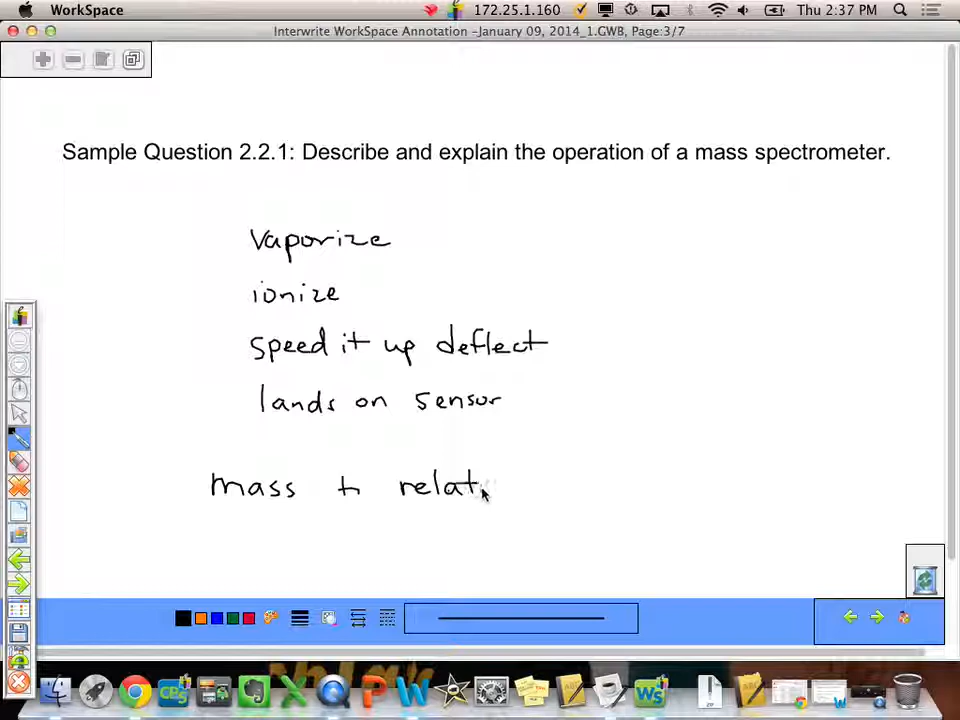 WorkSpace 172.25.1.160 Thu 2:37 PM
Interwrite WorkSpace Annotation –January 09, 2014_1.GWB, Page:3/7
Sample Question 2.2.1: Describe and explain the operation of a mass spectrometer.
vaporize
ionize
speed it up deflect
lands on sensor
mass relat